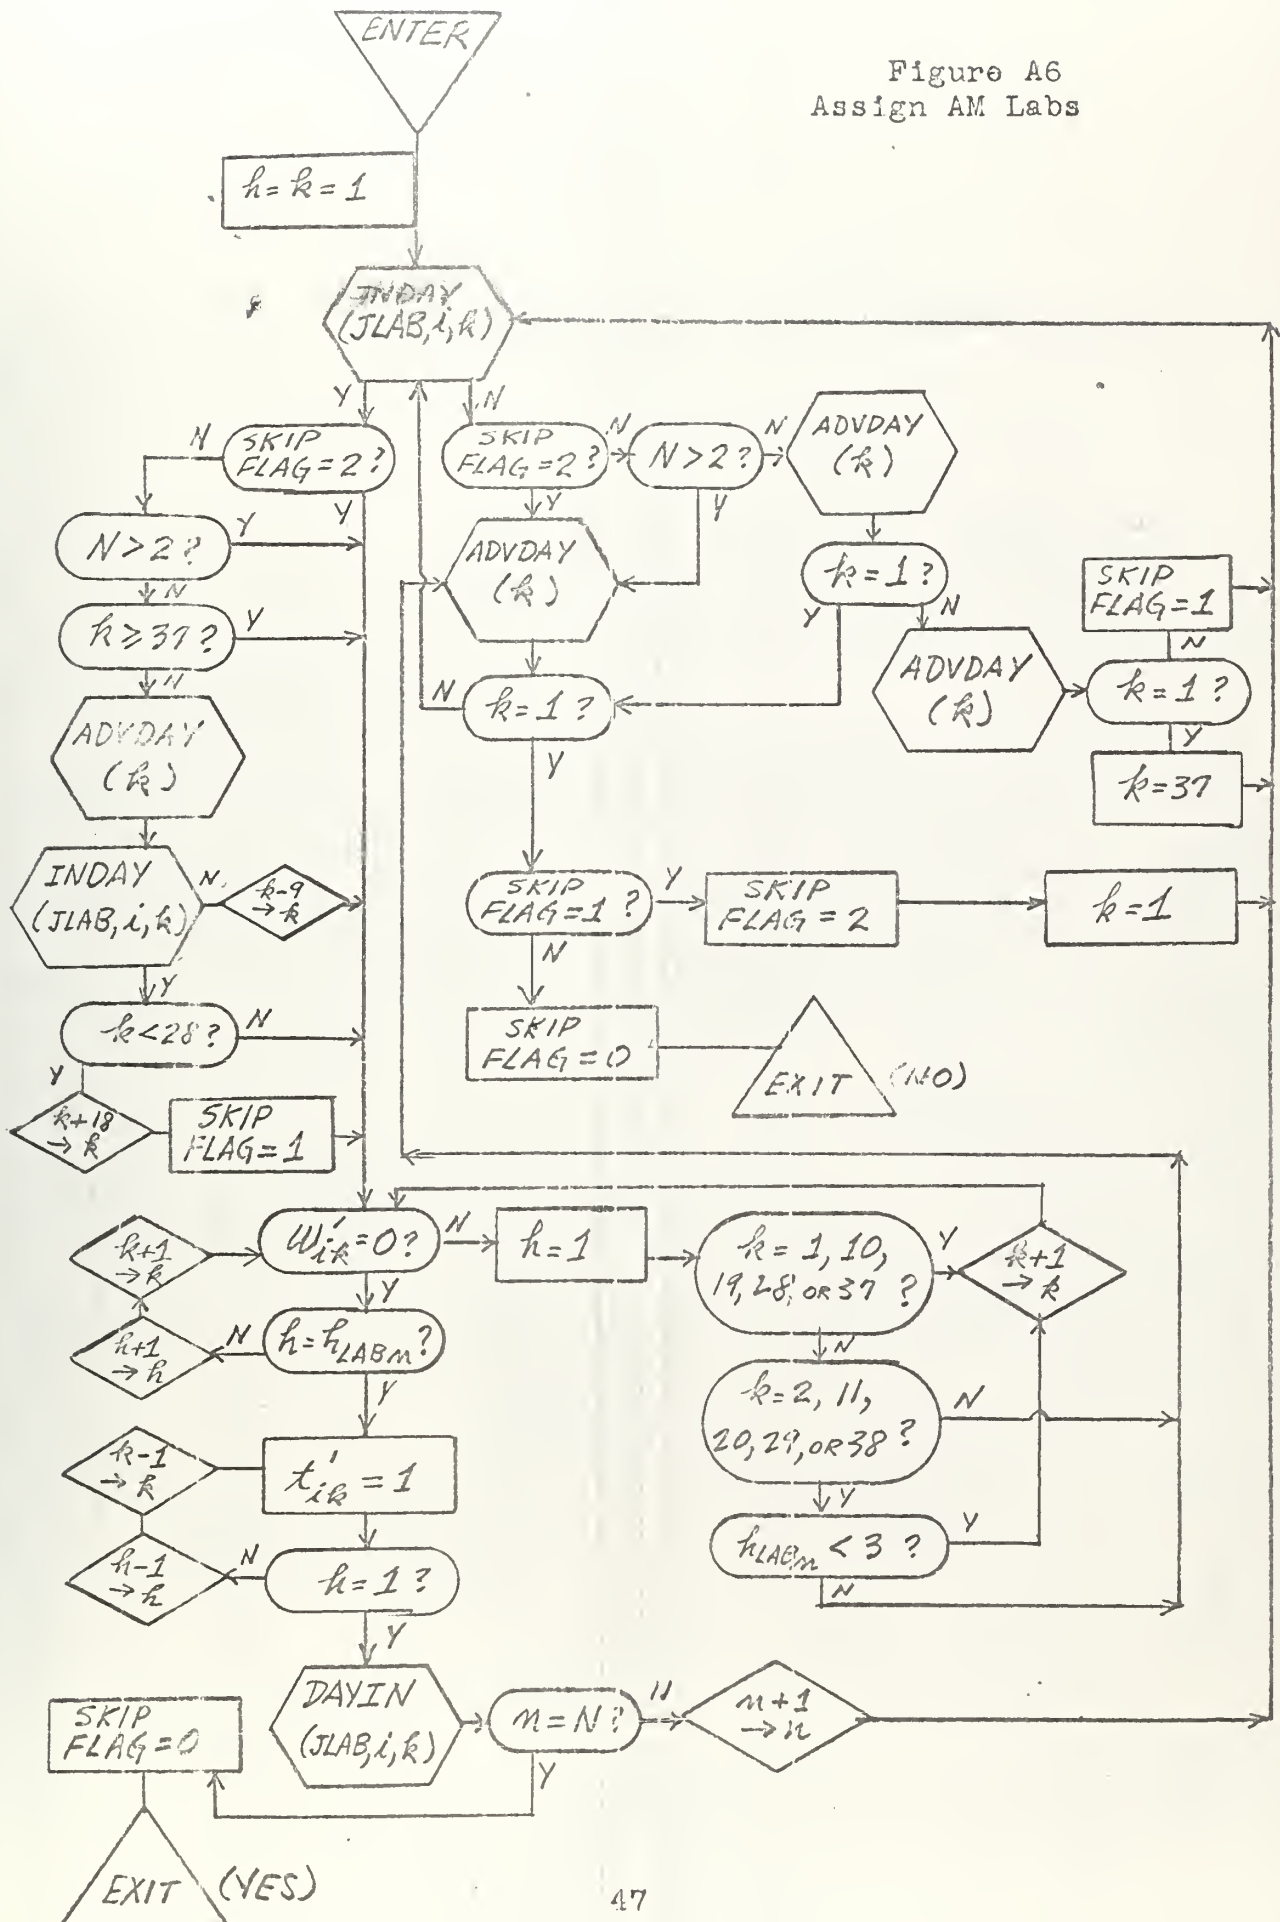 Figure A6
Assign AM Labs
ENTER
h = k = 1
INDAY
(JLAB, i, k)
Y
N
N
SKIP
FLAG = 2 ?
Y
SKIP
FLAG = 2 ?
N
Y
N > 2 ?
N
Y
ADVDAY
(k)
N > 2 ?
Y
N
ADVDAY
(k)
k = 1 ?
Y
N
SKIP
FLAG = 1
N
k ≥ 37 ?
Y
N
k = 1 ?
N
Y
ADVDAY
(k)
k = 1 ?
Y
k = 37
ADVDAY
(k)
INDAY
(JLAB, i, k)
N
k-9
→ k
Y
SKIP
FLAG = 1 ?
Y
N
SKIP
FLAG = 2
k = 1
k < 28 ?
N
Y
SKIP
FLAG = 0
EXIT (NO)
k+18
→ k
SKIP
FLAG = 1
k+1
→ k
W'ik = 0 ?
N
Y
h = 1
k = 1, 10,
19, 28, OR 37 ?
Y
N
k+1
→ k
h+1
→ h
N
h = hLABn ?
Y
k = 2, 11,
20, 29, OR 38 ?
N
Y
k-1
→ k
t'ik = 1
hLABn < 3 ?
Y
N
h-1
→ h
N
h = 1 ?
Y
SKIP
FLAG = 0
DAYIN
(JLAB, i, k)
n = N ?
N
Y
n+1
→ n
EXIT (YES)
47